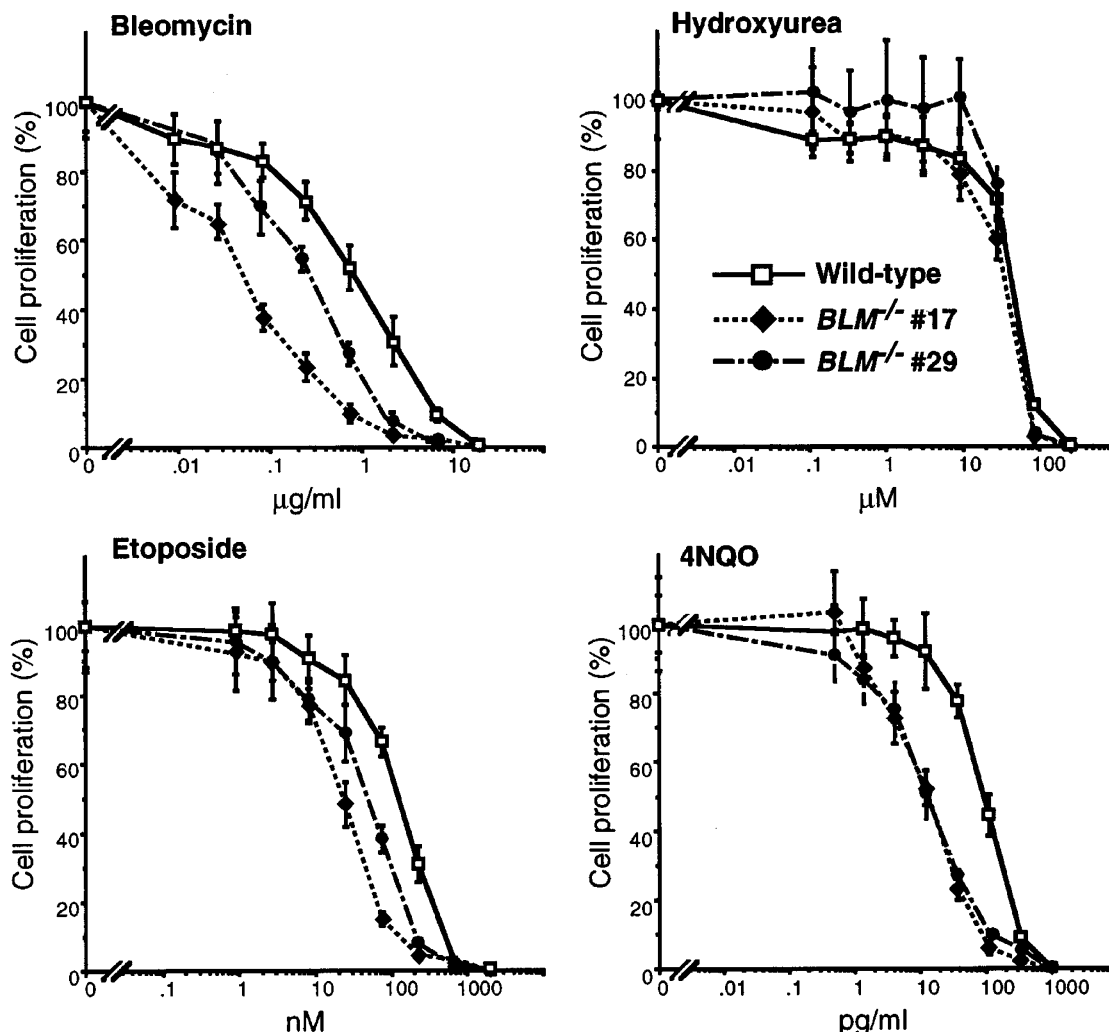 Bleomycin
Cell proliferation (%)
100
80
60
40
20
0
0 .01 .1 1 10
μg/ml
Hydroxyurea
Cell proliferation (%)
100
80
60
40
20
0
Wild-type
BLM-/- #17
BLM-/- #29
0 .01 .1 1 10 100
μM
Etoposide
Cell proliferation (%)
100
80
60
40
20
0
0 .1 1 10 100 1000
nM
4NQO
Cell proliferation (%)
100
80
60
40
20
0
0 .1 1 10 100 1000
pg/ml